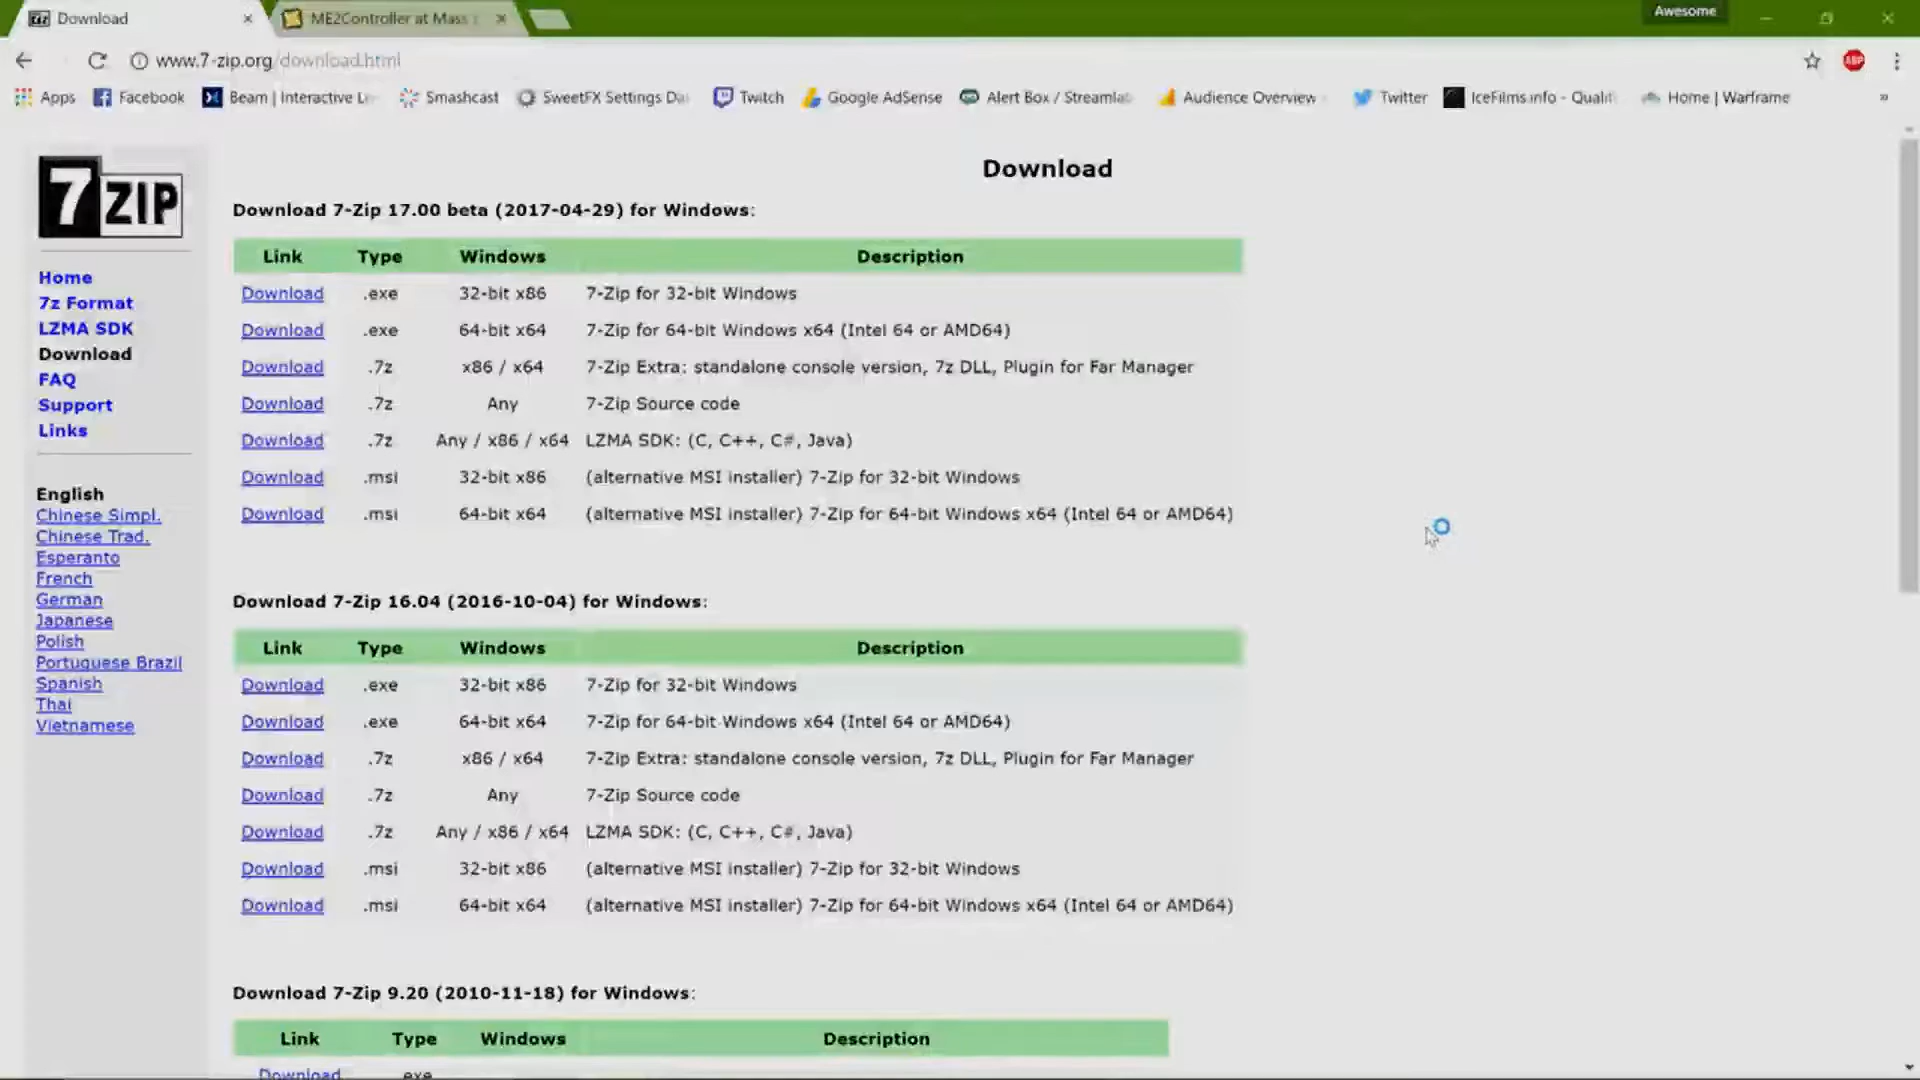 Download
ME2Controller at Mass
Awesome
www.7-zip.org/download.html
ABP
Apps
Facebook
Beam | Interactive Li
Smashcast
SweetFX Settings Da
Twitch
Google AdSense
Alert Box / Streamlab
Audience Overview
Twitter
IceFilms.info - Qualit
Home | Warframe
»
7ZIP
Home
7z Format
LZMA SDK
Download
FAQ
Support
Links
English
Chinese Simpl.
Chinese Trad.
Esperanto
French
German
Japanese
Polish
Portuguese Brazil
Spanish
Thai
Vietnamese
Download
Download 7-Zip 17.00 beta (2017-04-29) for Windows:
Link Type Windows Description
Download .exe 32-bit x86 7-Zip for 32-bit Windows
Download .exe 64-bit x64 7-Zip for 64-bit Windows x64 (Intel 64 or AMD64)
Download .7z x86 / x64 7-Zip Extra: standalone console version, 7z DLL, Plugin for Far Manager
Download .7z Any 7-Zip Source code
Download .7z Any / x86 / x64 LZMA SDK: (C, C++, C#, Java)
Download .msi 32-bit x86 (alternative MSI installer) 7-Zip for 32-bit Windows
Download .msi 64-bit x64 (alternative MSI installer) 7-Zip for 64-bit Windows x64 (Intel 64 or AMD64)
Download 7-Zip 16.04 (2016-10-04) for Windows:
Link Type Windows Description
Download .exe 32-bit x86 7-Zip for 32-bit Windows
Download .exe 64-bit x64 7-Zip for 64-bit Windows x64 (Intel 64 or AMD64)
Download .7z x86 / x64 7-Zip Extra: standalone console version, 7z DLL, Plugin for Far Manager
Download .7z Any 7-Zip Source code
Download .7z Any / x86 / x64 LZMA SDK: (C, C++, C#, Java)
Download .msi 32-bit x86 (alternative MSI installer) 7-Zip for 32-bit Windows
Download .msi 64-bit x64 (alternative MSI installer) 7-Zip for 64-bit Windows x64 (Intel 64 or AMD64)
Download 7-Zip 9.20 (2010-11-18) for Windows:
Link Type Windows Description
Download .exe